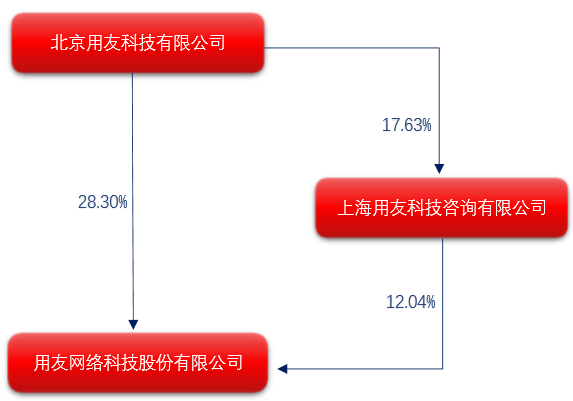 北京用友科技有限公司
17.63%
28.30%
上海用友科技咨询有限公司
12.04%
用友网络科技股份有限公司